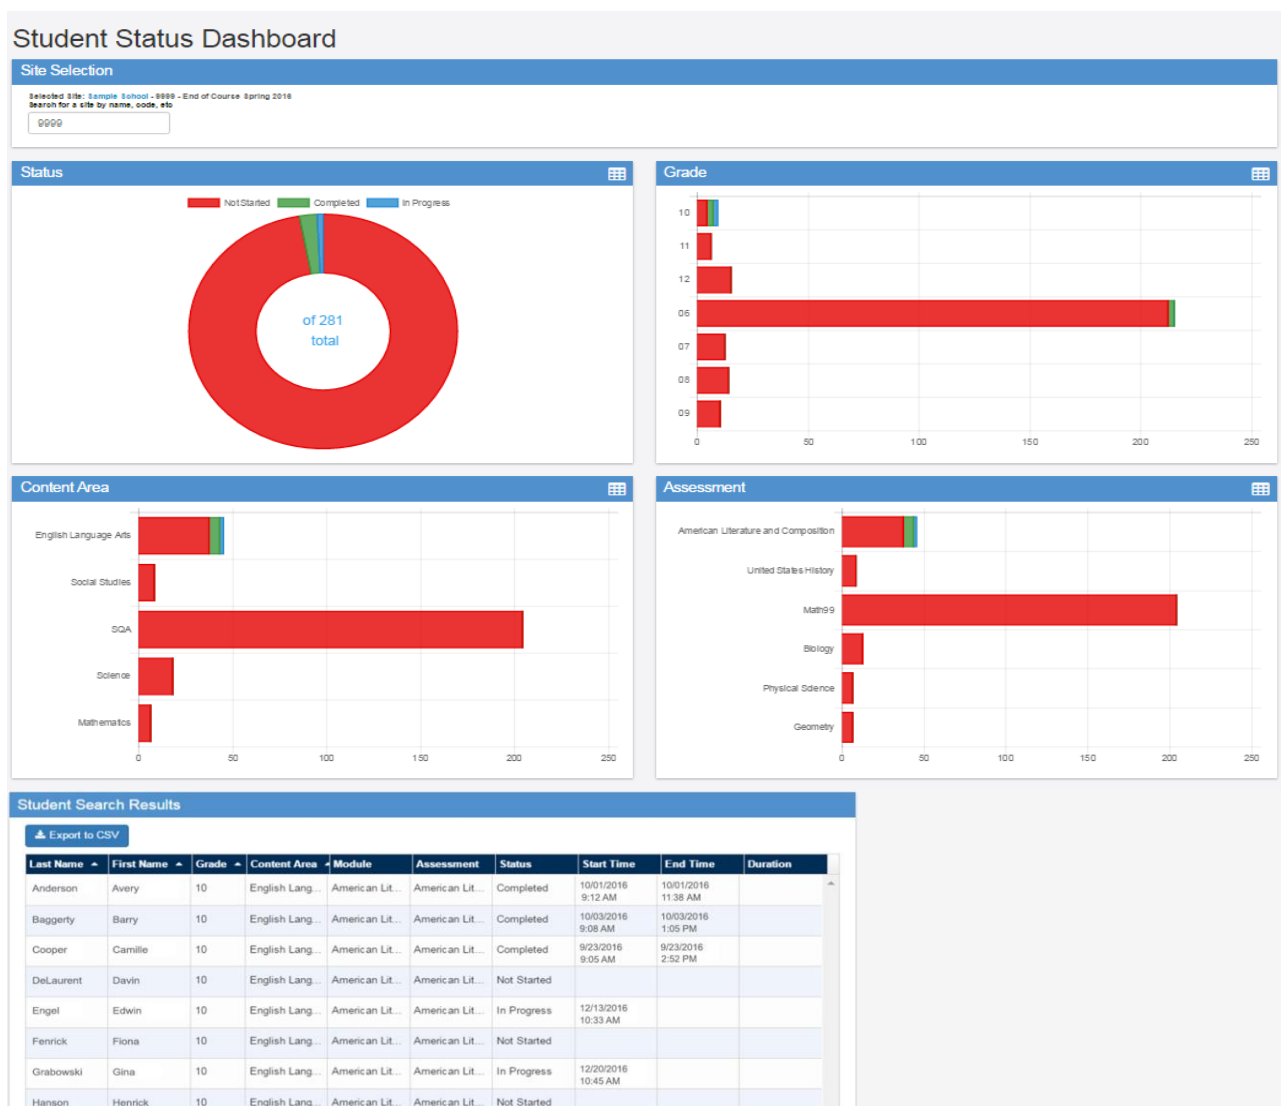 Student Status Dashboard
Site Selection
Selected Site: Sample School - 9999 - End of Course Spring 2016
Search for a site by name, code, etc
9999
Status
Not Started Completed In Progress
of 281
total
Grade
10
11
12
06
07
08
09
0 50 100 150 200 250
Content Area
English Language Arts
Social Studies
SQA
Science
Mathematics
0 50 100 150 200 250
Assessment
American Literature and Composition
United States History
Math99
Biology
Physical Science
Geometry
0 50 100 150 200 250
Student Search Results
Export to CSV
Last Name First Name Grade Content Area Module Assessment Status Start Time End Time Duration
Anderson Avery 10 English Lang... American Lit... American Lit... Completed 10/01/2016 9:12 AM 10/01/2016 11:38 AM
Baggerty Barry 10 English Lang... American Lit... American Lit... Completed 10/03/2016 9:08 AM 10/03/2016 1:05 PM
Cooper Camille 10 English Lang... American Lit... American Lit... Completed 9/23/2016 9:05 AM 9/23/2016 2:52 PM
DeLaurent Davin 10 English Lang... American Lit... American Lit... Not Started
Engel Edwin 10 English Lang... American Lit... American Lit... In Progress 12/13/2016 10:33 AM
Fenrick Fiona 10 English Lang... American Lit... American Lit... Not Started
Grabowski Gina 10 English Lang... American Lit... American Lit... In Progress 12/20/2016 10:45 AM
Hanson Henrick 10 English Lang... American Lit... American Lit... Not Started